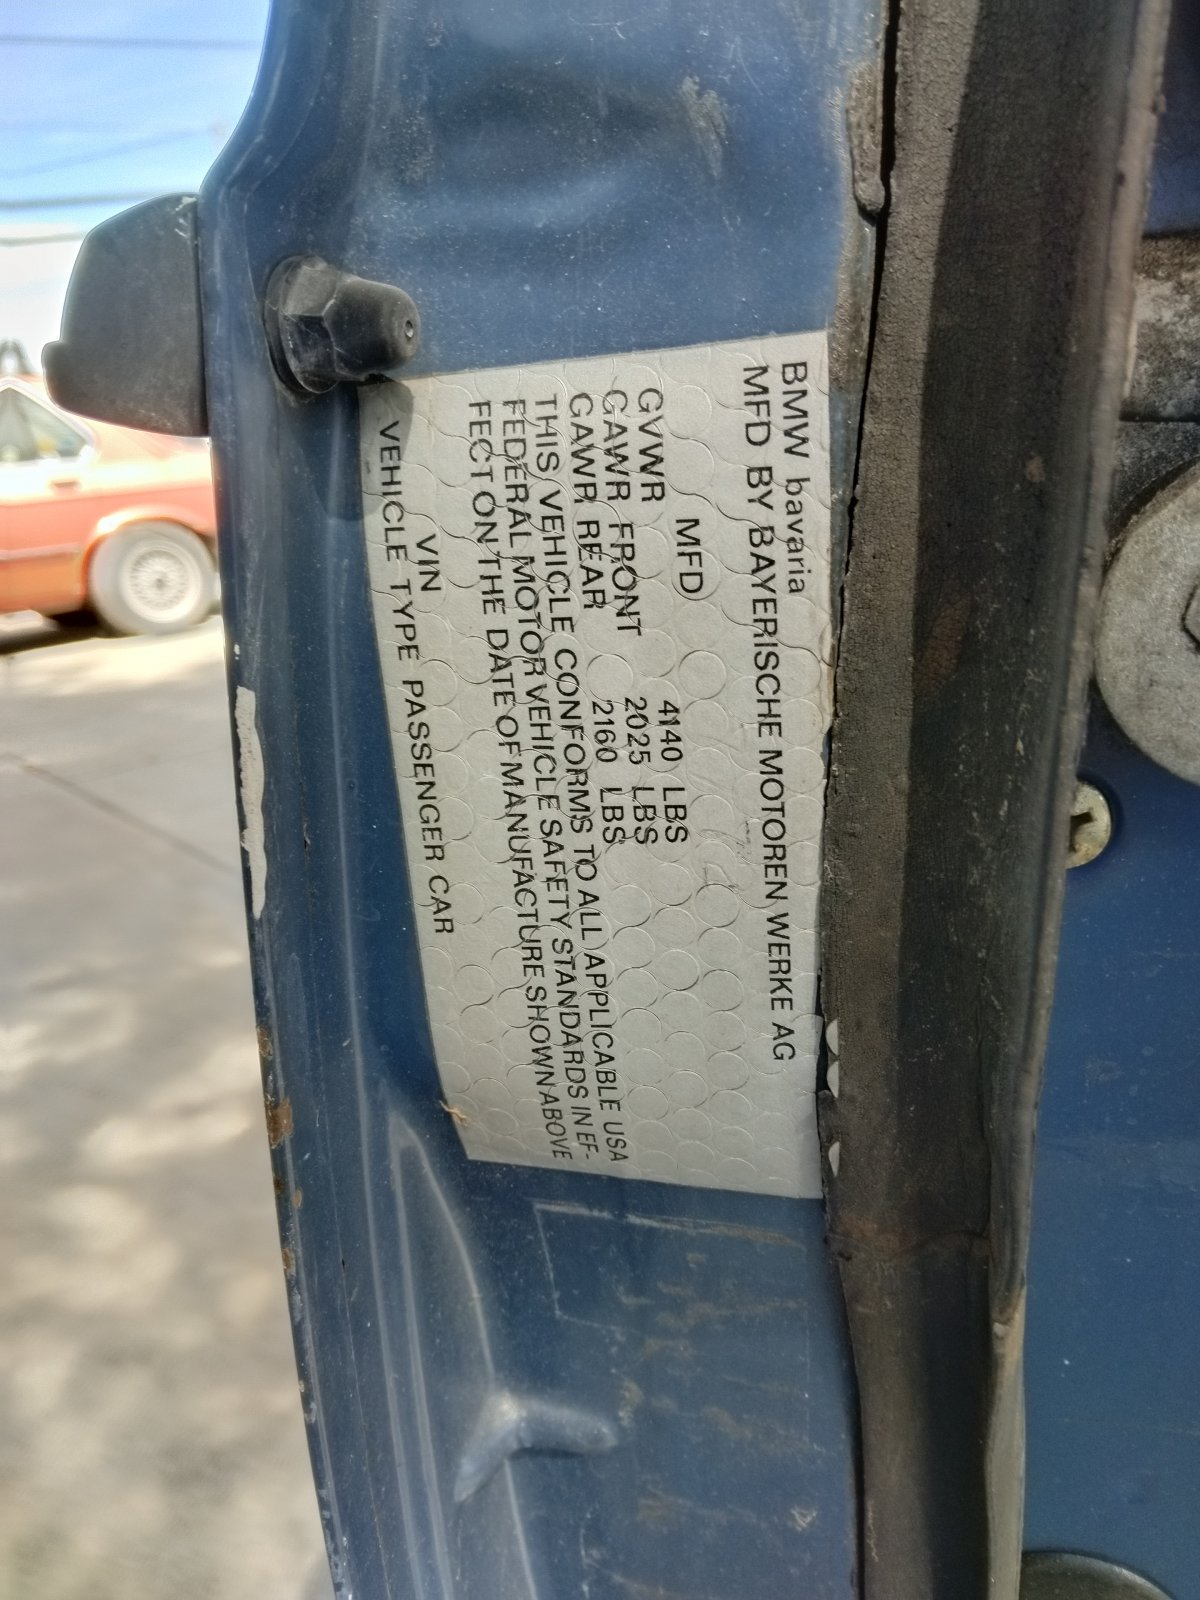 BMW bavaria
MFD BY BAYERISCHE MOTOREN WERKE AG
MFD
GVWR 4140 LBS
GAWR FRONT 2025 LBS
GAWR REAR 2160 LBS
THIS VEHICLE CONFORMS TO ALL APPLICABLE USA
FEDERAL MOTOR VEHICLE SAFETY STANDARDS IN EF-
FECT ON THE DATE OF MANUFACTURE SHOWN ABOVE
VIN
VEHICLE TYPE PASSENGER CAR